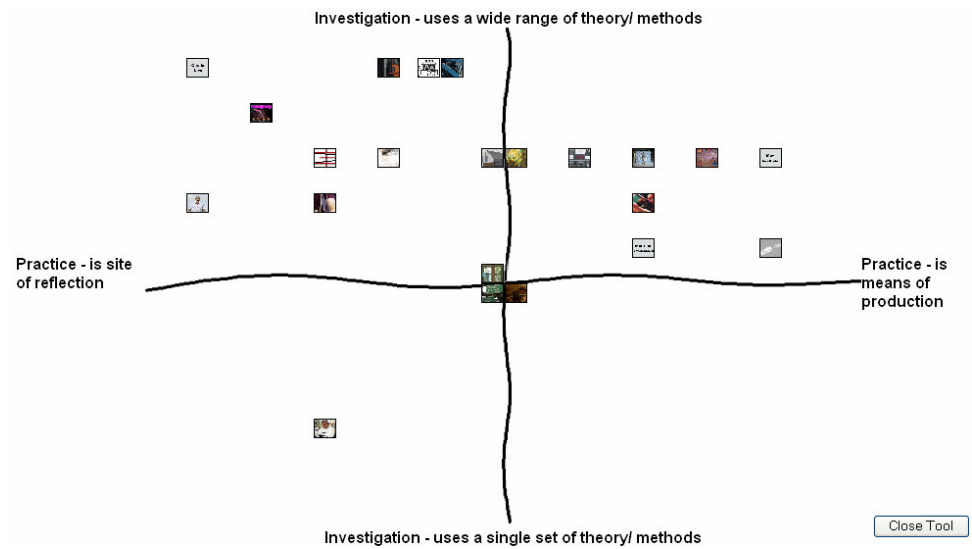 Investigation - uses a wide range of theory/ methods
Practice - is site
of reflection
Practice - is
means of
production
Investigation - uses a single set of theory/ methods
Close Tool